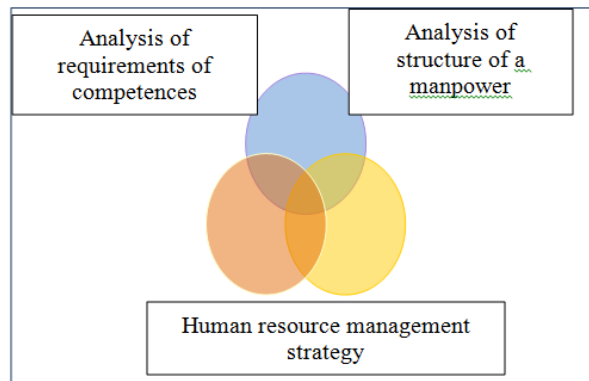 Analysis of
requirements of
competences
Analysis of
structure of a
manpower
Human resource management
strategy